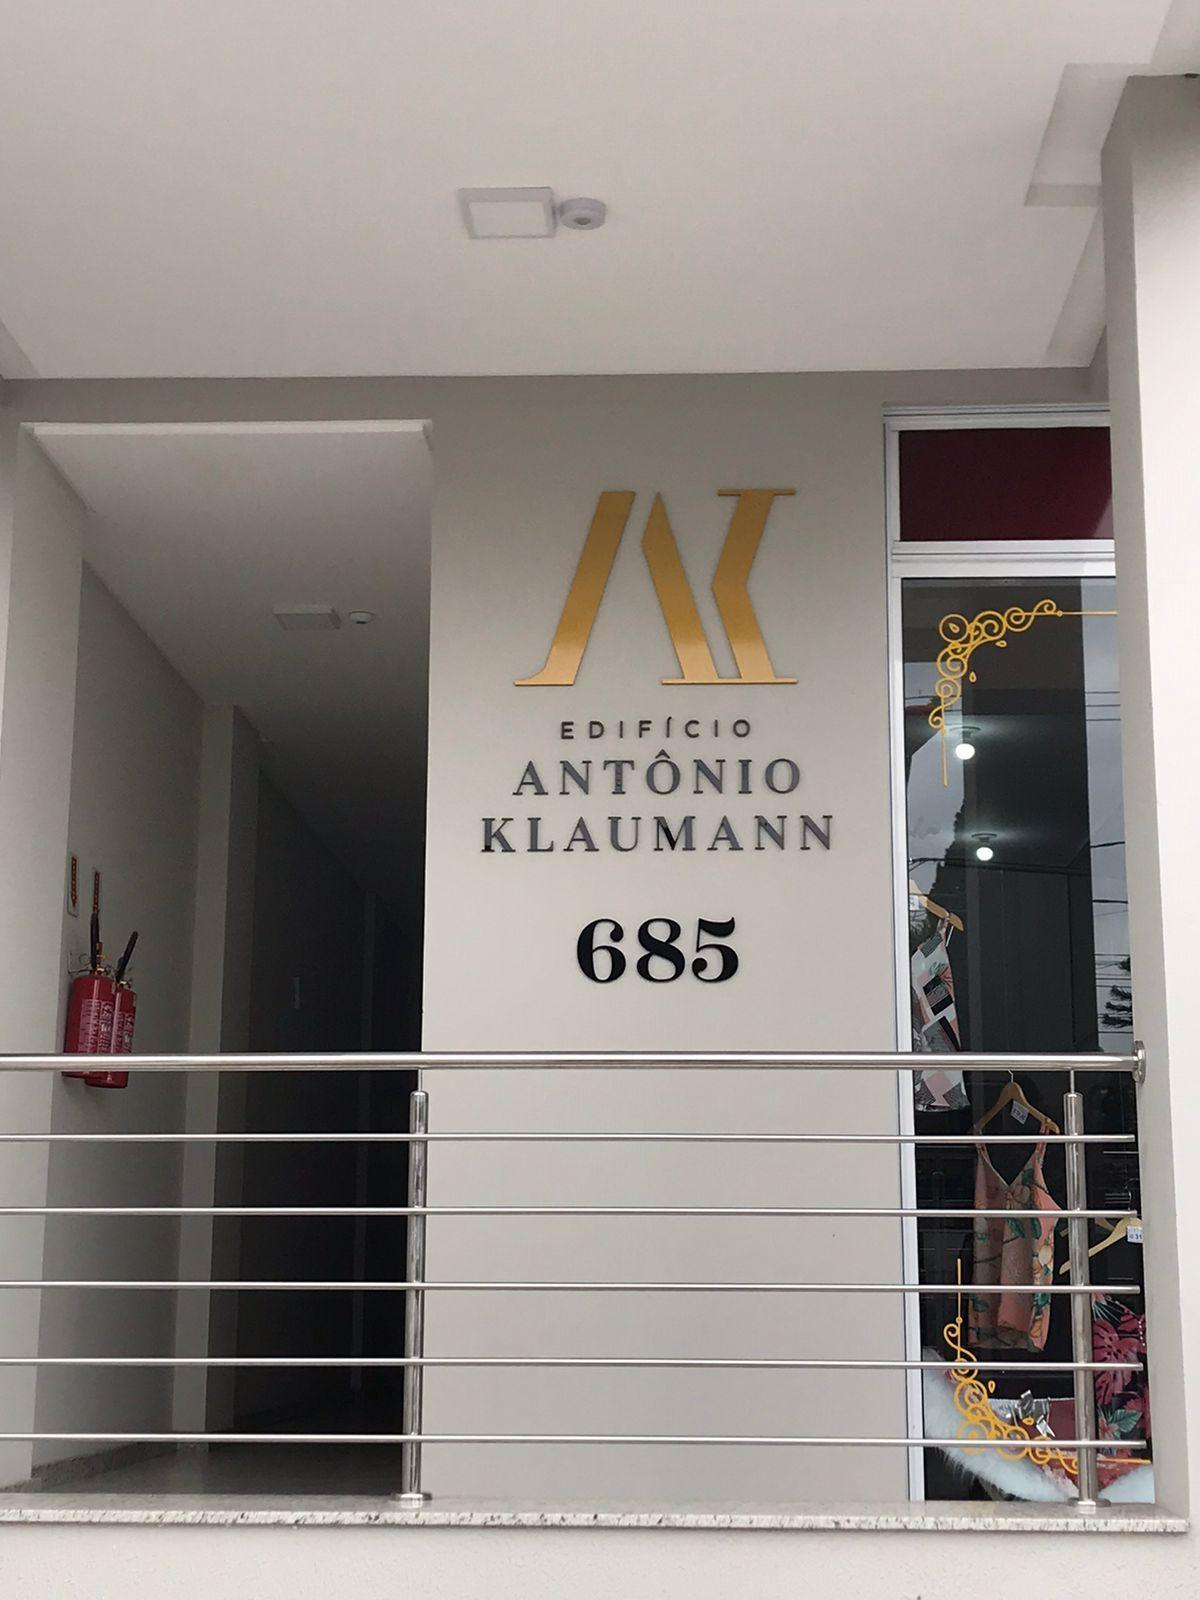 AK
EDIFÍCIO
ANTÔNIO
KLAUMANN
685